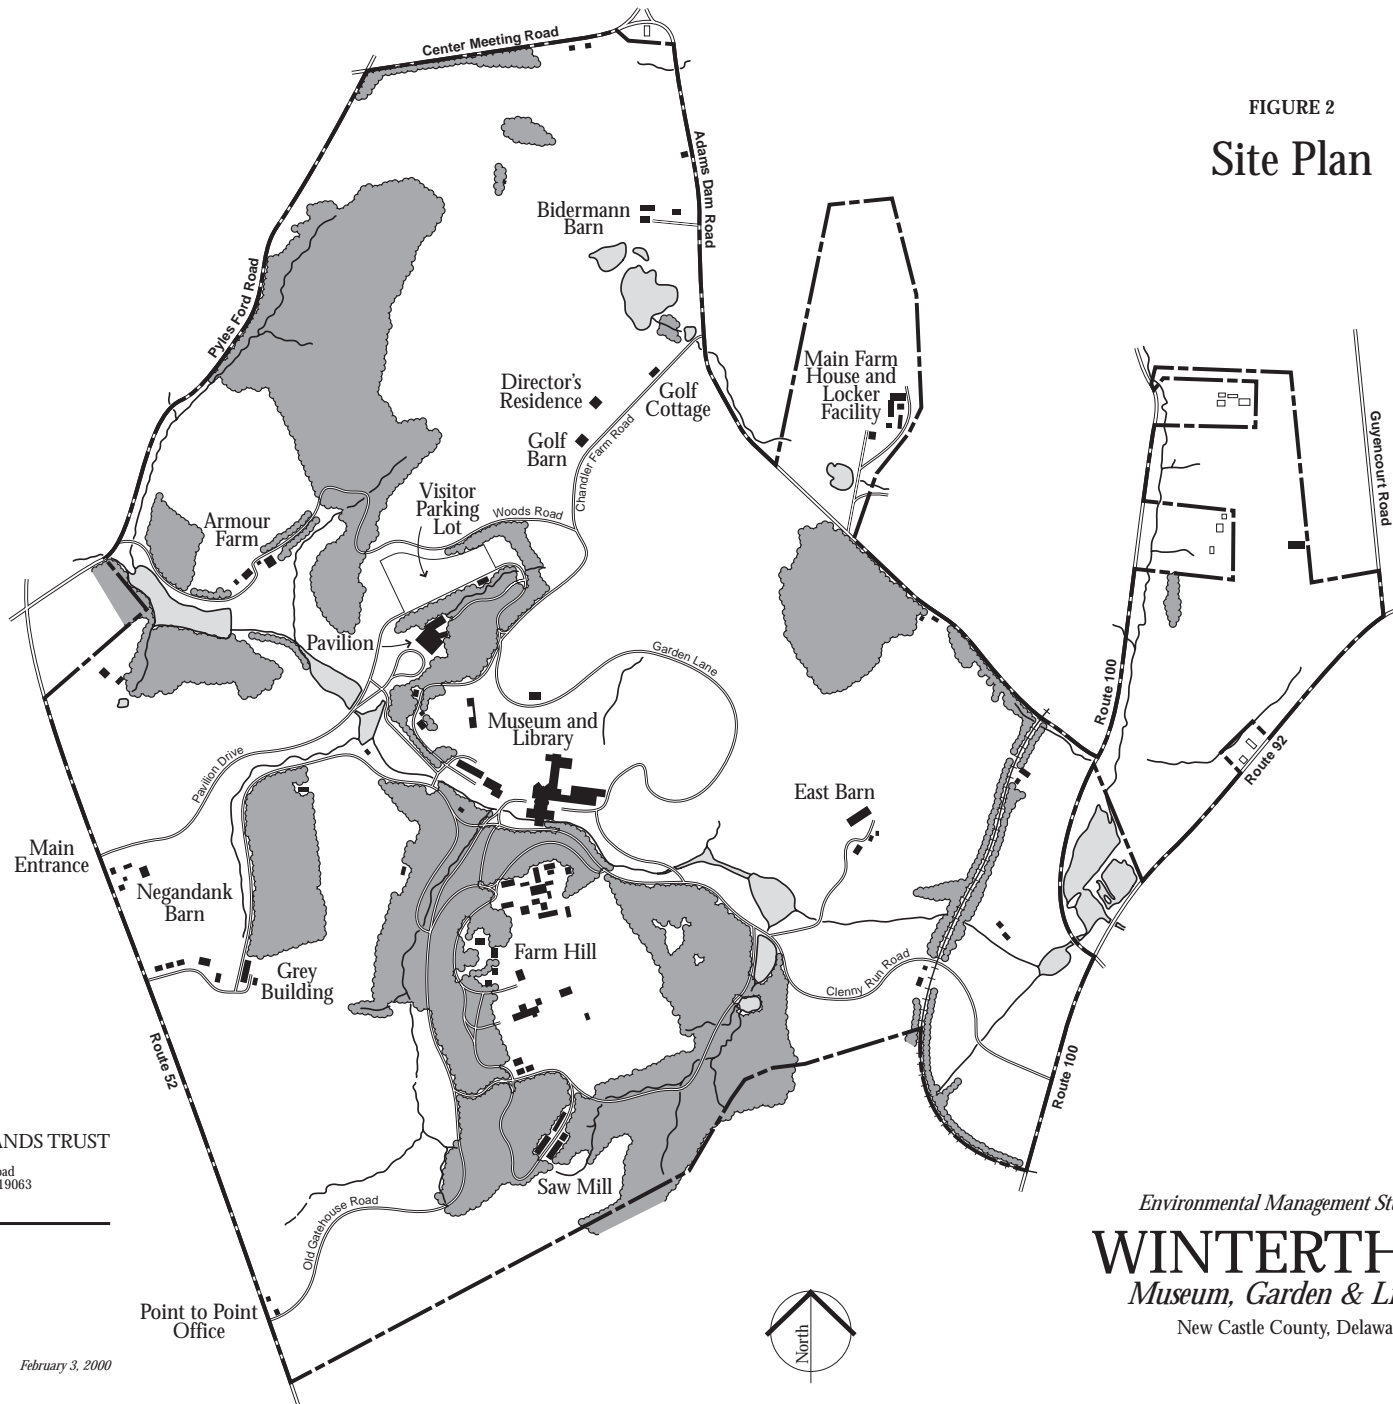 FIGURE 2
Site Plan
Center Meeting Road
Adams Dam Road
Pyles Ford Road
Bidermann
Barn
Main Farm
House and
Locker
Facility
Director's
Residence
Golf
Cottage
Golf
Barn
Chandler Farm Road
Guyencourt Road
Visitor
Parking
Lot
Woods Road
Armour
Farm
Pavilion
Garden Lane
Museum and
Library
Route 100
Route 92
Pavilion Drive
East Barn
Main
Entrance
Negandank
Barn
Farm Hill
Grey
Building
Clenny Run Road
Route 52
Route 100
ANDS TRUST
oad
19063
Saw Mill
Old Gatehouse Road
Point to Point
Office
North
February 3, 2000
Environmental Management Stu
WINTERTH
Museum, Garden & Li
New Castle County, Delawa